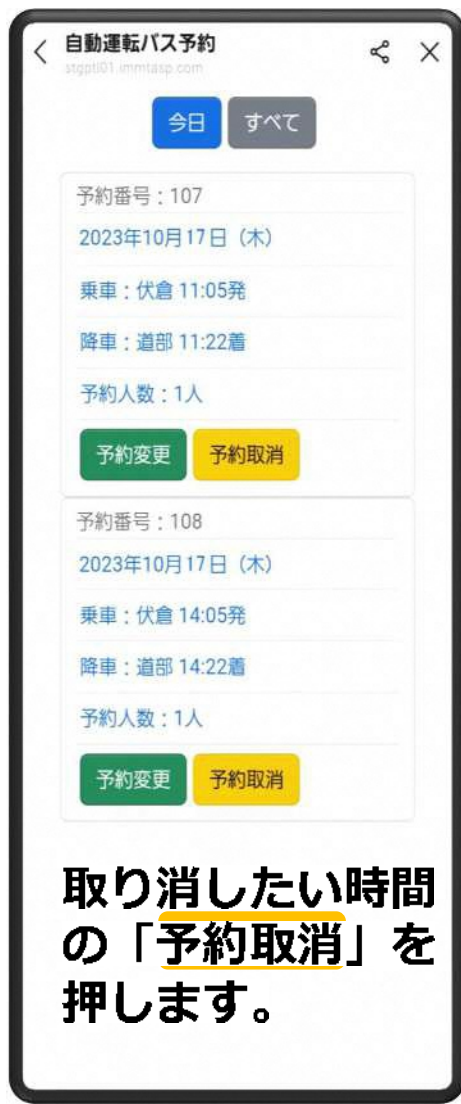 自動運転バス予約
stgptl01.immtasp.com
今日 すべて
予約番号：107
2023年10月17日（木）
乗車：伏倉 11:05発
降車：道部 11:22着
予約人数：1人
予約変更 予約取消
予約番号：108
2023年10月17日（木）
乗車：伏倉 14:05発
降車：道部 14:22着
予約人数：1人
予約変更 予約取消
取り消したい時間
の「予約取消」を
押します。